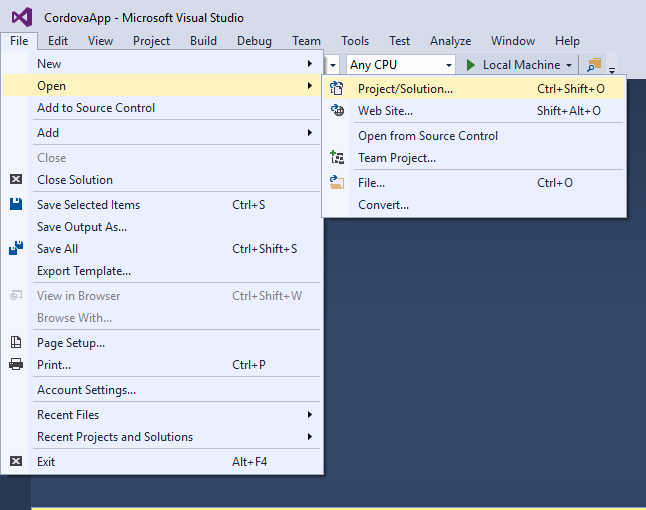 CordovaApp - Microsoft Visual Studio
File Edit View Project Build Debug Team Tools Test Analyze Window Help
Any CPU Local Machine
New
Open
Add to Source Control
Add
Close
Close Solution
Save Selected Items Ctrl+S
Save Output As...
Save All Ctrl+Shift+S
Export Template...
View in Browser Ctrl+Shift+W
Browse With...
Page Setup...
Print... Ctrl+P
Account Settings...
Recent Files
Recent Projects and Solutions
Exit Alt+F4
Project/Solution... Ctrl+Shift+O
Web Site... Shift+Alt+O
Open from Source Control
Team Project...
File... Ctrl+O
Convert...